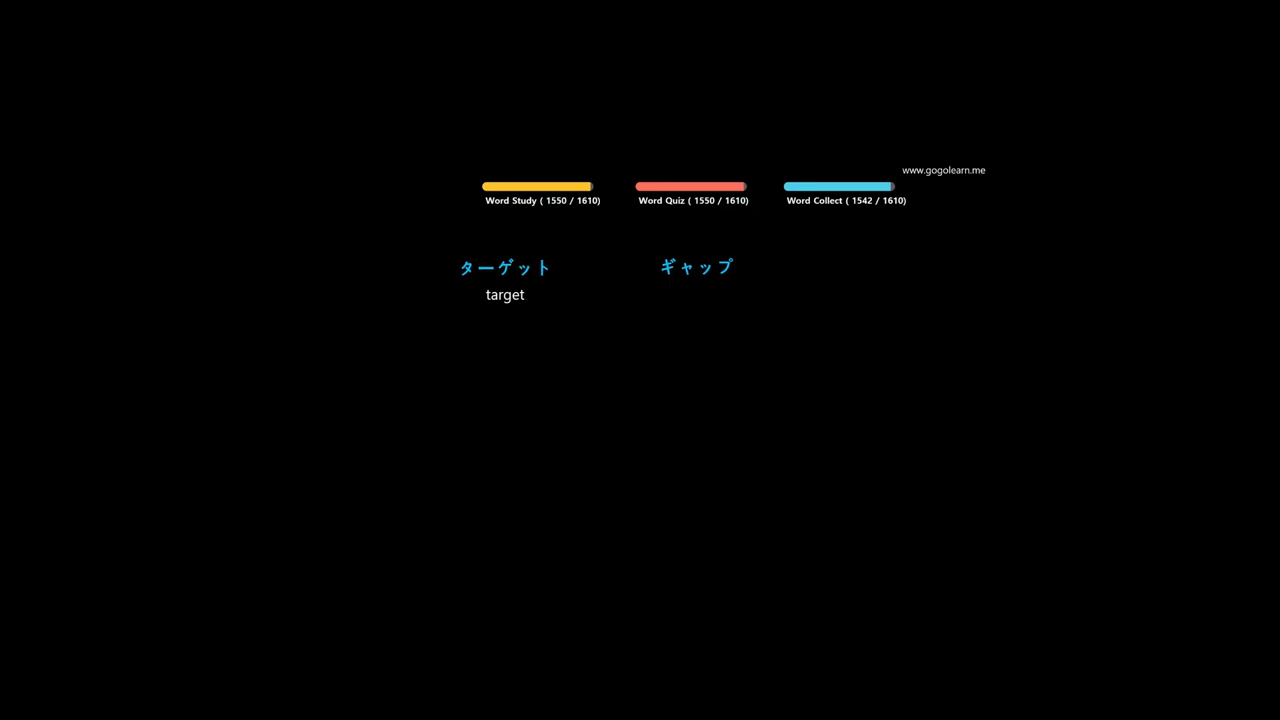 www.gogolearn.me
Word Study ( 1550 / 1610)
Word Quiz ( 1550 / 1610)
Word Collect ( 1542 / 1610)
ターゲット
ギャップ
target